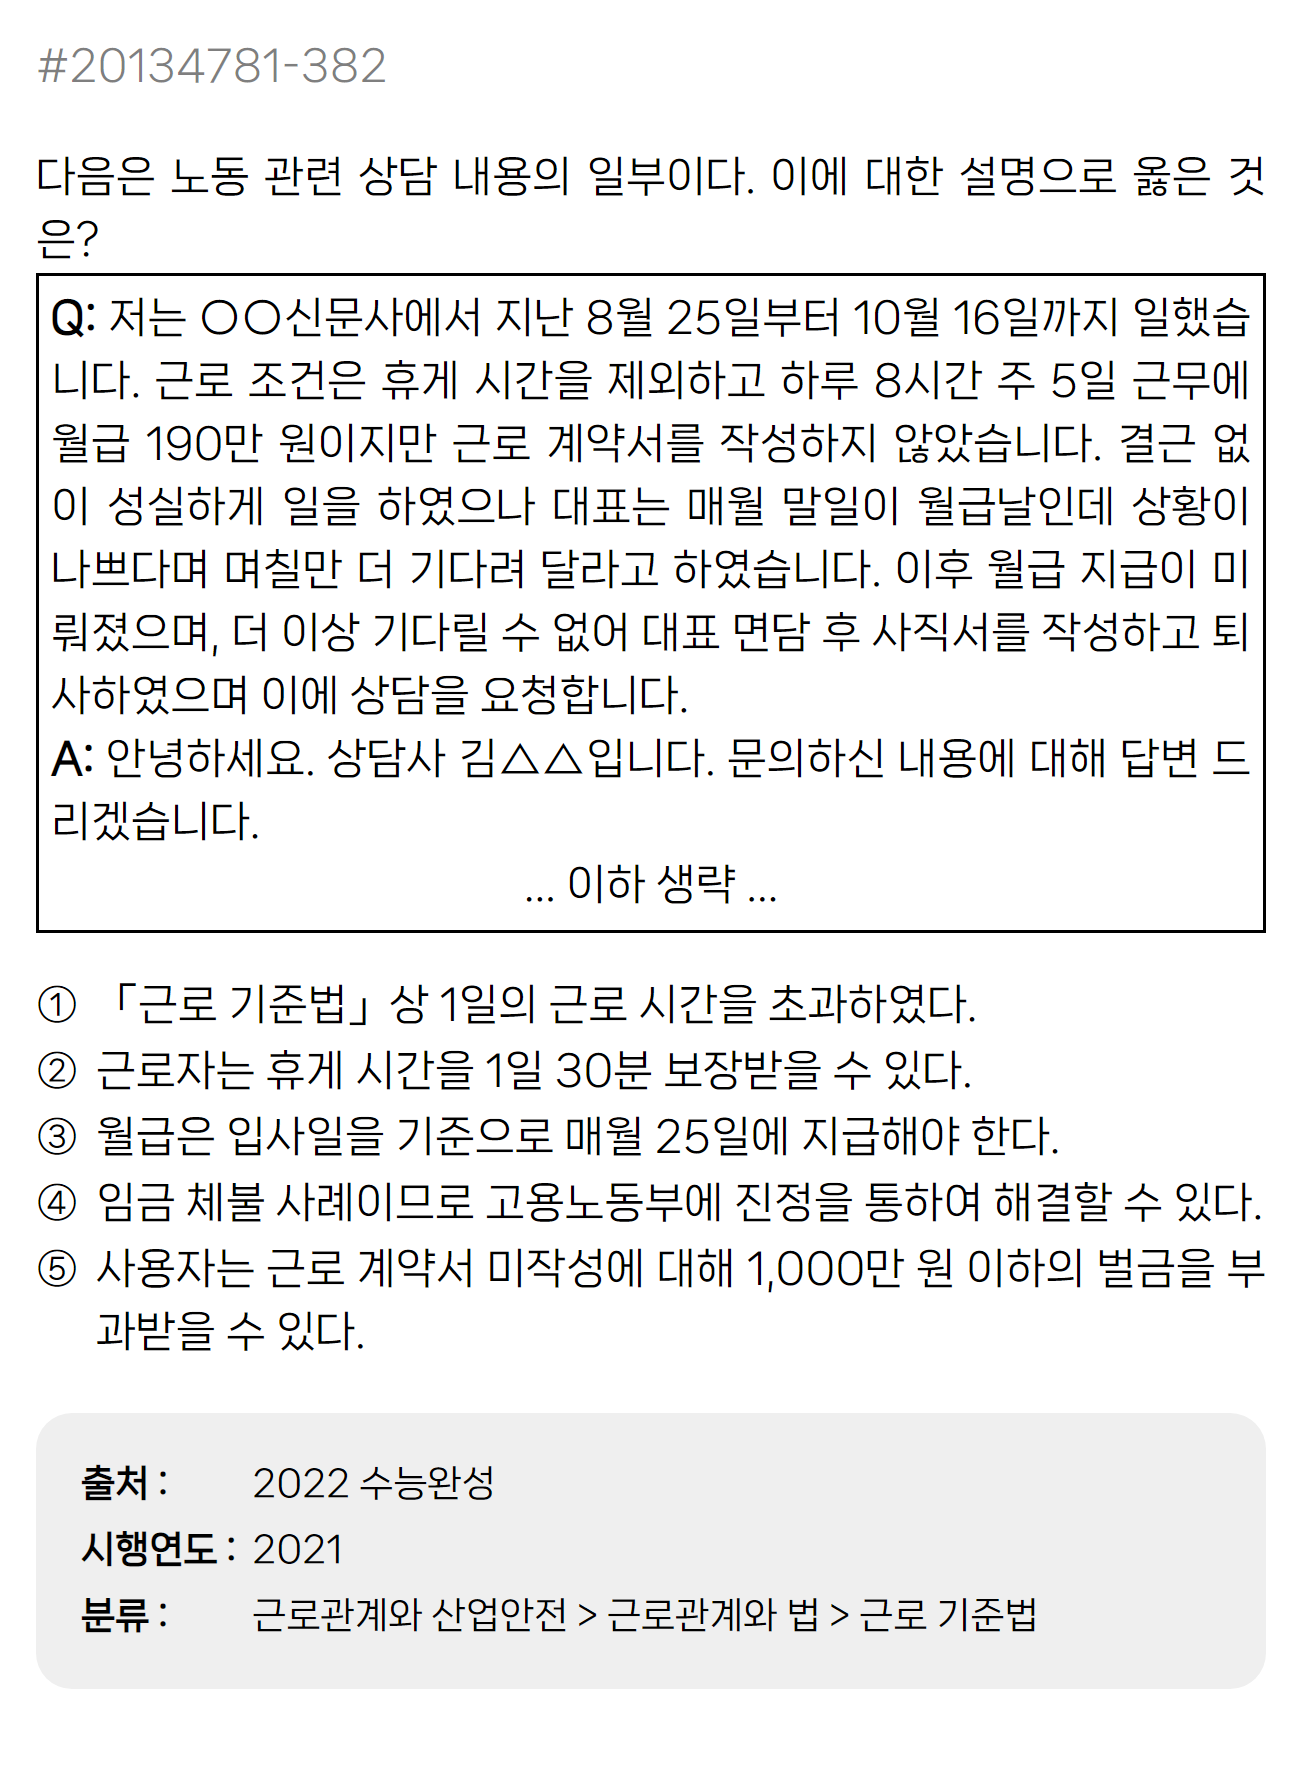 #20134781-382
다음은 노동 관련 상담 내용의 일부이다. 이에 대한 설명으로 옳은 것
은?
Q: 저는 〇〇신문사에서 지난 8월 25일부터 10월 16일까지 일했습
니다. 근로 조건은 휴게 시간을 제외하고 하루 8시간 주 5일 근무에
월급 190만 원이지만 근로 계약서를 작성하지 않았습니다. 결근 없
이 성실하게 일을 하였으나 대표는 매월 말일이 월급날인데 상황이
나쁘다며 며칠만 더 기다려 달라고 하였습니다. 이후 월급 지급이 미
뤄졌으며, 더 이상 기다릴 수 없어 대표 면담 후 사직서를 작성하고 퇴
사하였으며 이에 상담을 요청합니다.
A: 안녕하세요. 상담사 김△△입니다. 문의하신 내용에 대해 답변 드
리겠습니다.
... 이하 생략 ...
① 「근로 기준법」상 1일의 근로 시간을 초과하였다.
② 근로자는 휴게 시간을 1일 30분 보장받을 수 있다.
③ 월급은 입사일을 기준으로 매월 25일에 지급해야 한다.
④ 임금 체불 사례이므로 고용노동부에 진정을 통하여 해결할 수 있다.
⑤ 사용자는 근로 계약서 미작성에 대해 1,000만 원 이하의 벌금을 부
과받을 수 있다.
출처 : 2022 수능완성
시행연도 : 2021
분류 : 근로관계와 산업안전 > 근로관계와 법 > 근로 기준법